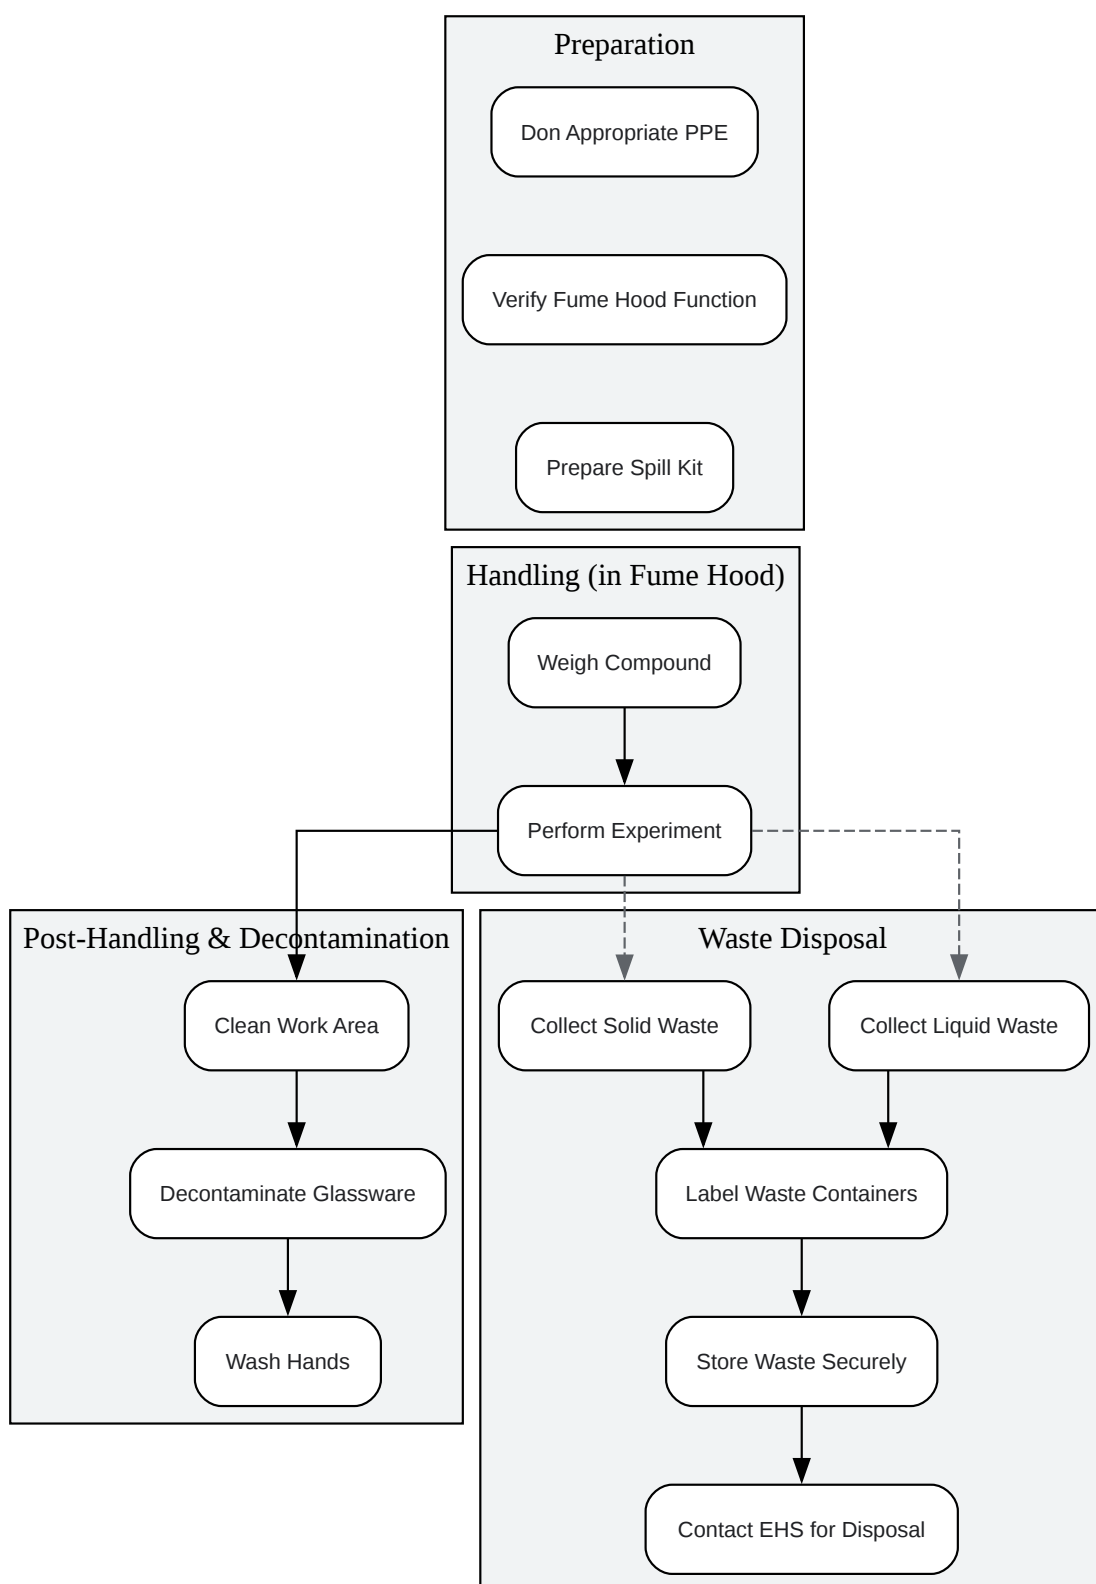 Preparation
Don Appropriate PPE
Verify Fume Hood Function
Prepare Spill Kit
Handling (in Fume Hood)
Weigh Compound
Perform Experiment
Post-Handling & Decontamination
Clean Work Area
Decontaminate Glassware
Wash Hands
Waste Disposal
Collect Solid Waste
Collect Liquid Waste
Label Waste Containers
Store Waste Securely
Contact EHS for Disposal